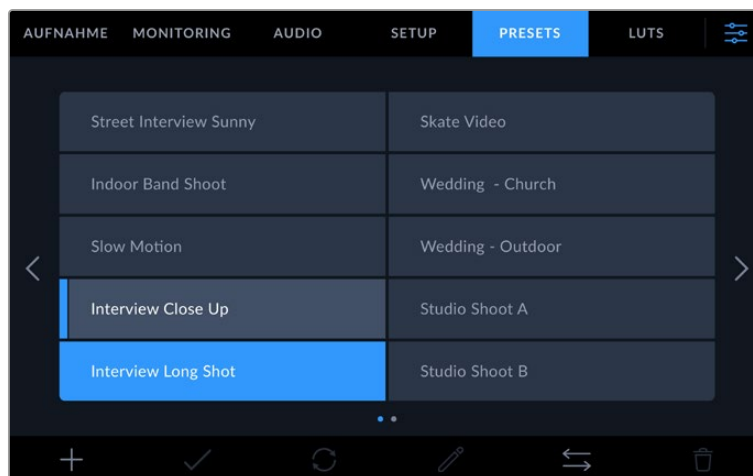 AUFNAHME MONITORING AUDIO SETUP PRESETS LUTS
Street Interview Sunny
Skate Video
Indoor Band Shoot
Wedding - Church
Slow Motion
Wedding - Outdoor
Interview Close Up
Studio Shoot A
Interview Long Shot
Studio Shoot B